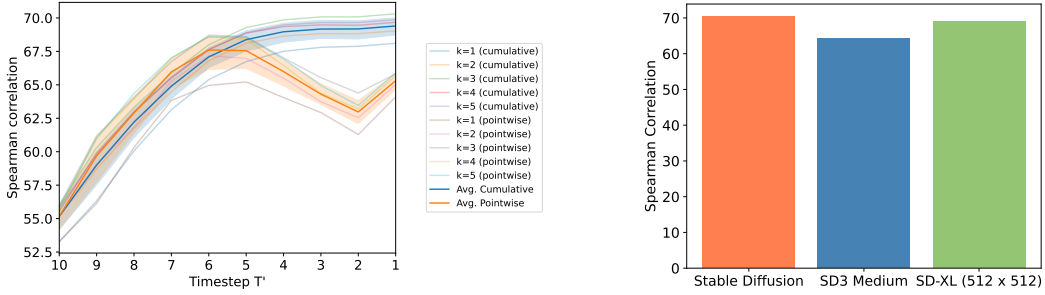 70.0
67.5
65.0
62.5
60.0
57.5
55.0
52.5
Spearman correlation
10 9 8 7 6 5 4 3 2 1
Timestep T'
k=1 (cumulative)
k=2 (cumulative)
k=3 (cumulative)
k=4 (cumulative)
k=5 (cumulative)
k=1 (pointwise)
k=2 (pointwise)
k=3 (pointwise)
k=4 (pointwise)
k=5 (pointwise)
Avg. Cumulative
Avg. Pointwise
70
60
50
40
30
20
10
0
Spearman Correlation
Stable Diffusion SD3 Medium SD-XL (512 x 512)